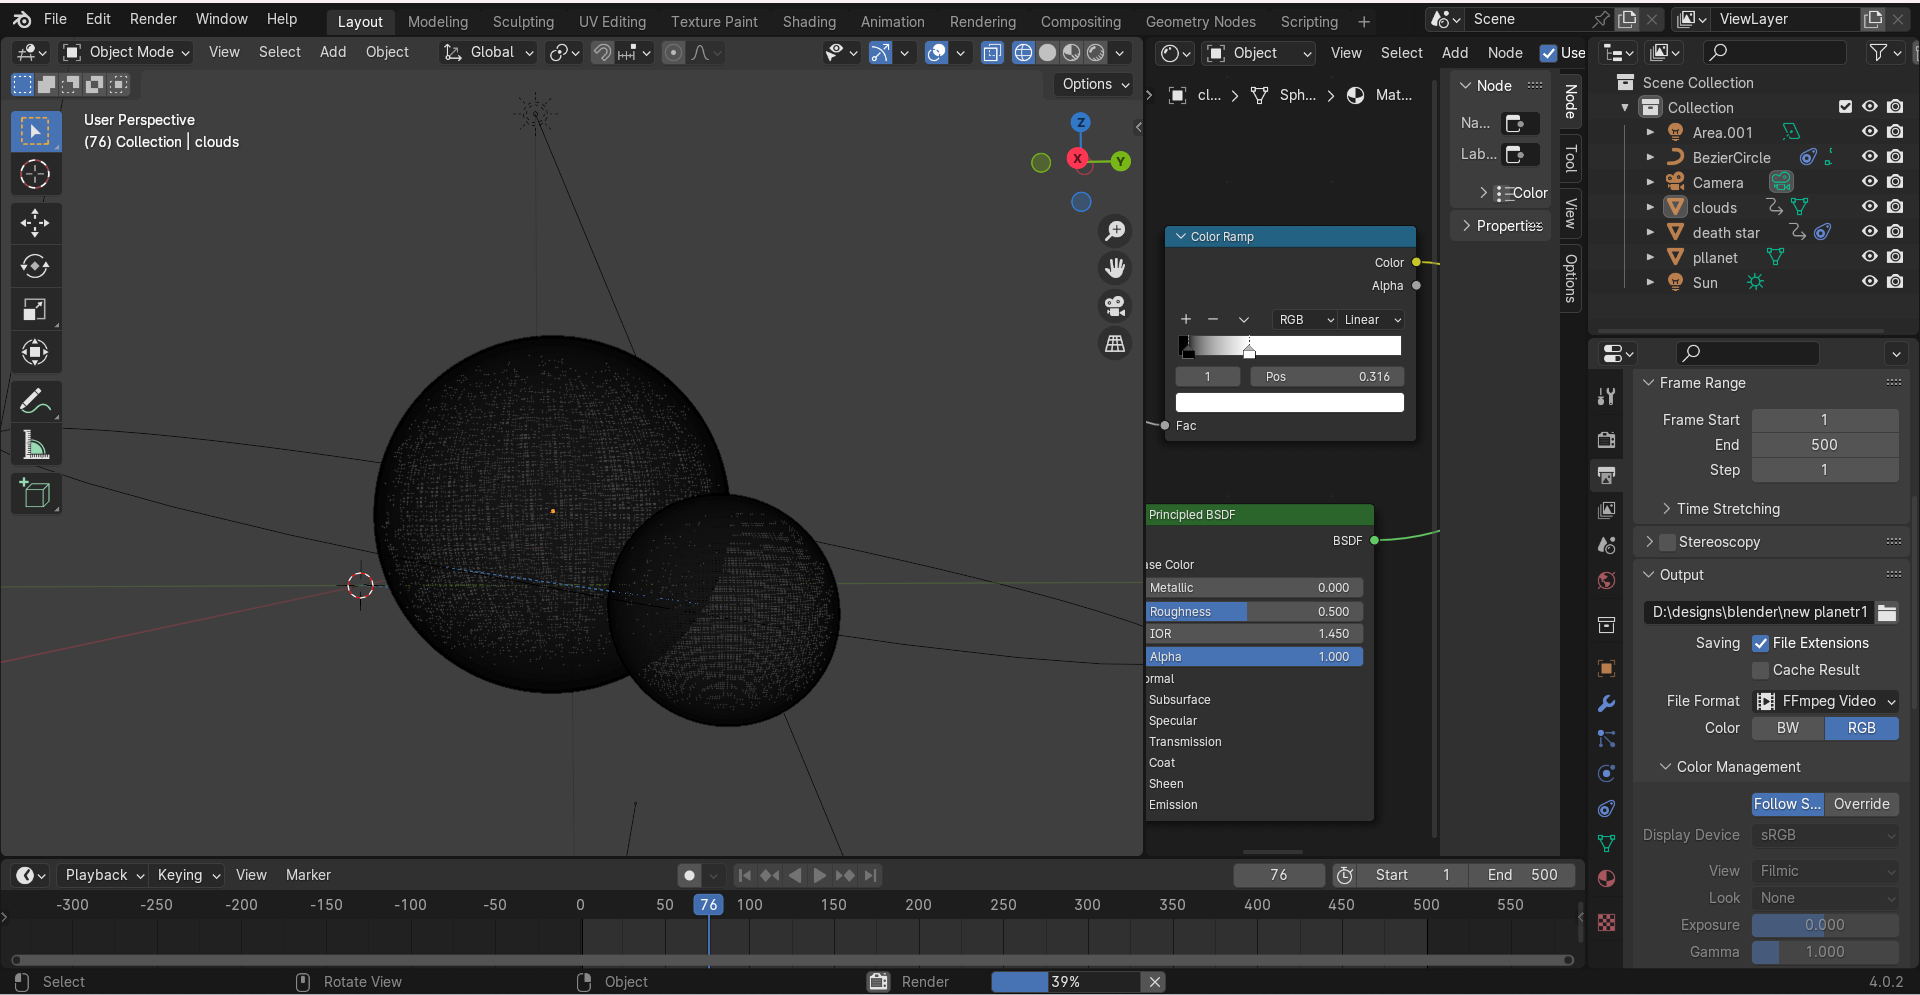 File Edit Render Window Help
Layout Modeling Sculpting UV Editing Texture Paint Shading Animation Rendering Compositing Geometry Nodes Scripting +
Scene
ViewLayer
Object Mode View Select Add Object Global
Options
User Perspective
(76) Collection | clouds
Z
X
Y
Object View Select Add Node Use
cl... Sph... Mat...
Node
Na...
Lab...
Color
Properties
Node
Tool
View
Options
Color Ramp
Color
Alpha
RGB Linear
1 Pos 0.316
Fac
Principled BSDF
BSDF
ase Color
Metallic 0.000
Roughness 0.500
IOR 1.450
Alpha 1.000
ormal
Subsurface
Specular
Transmission
Coat
Sheen
Emission
Scene Collection
Collection
Area.001
BezierCircle
Camera
clouds
death star
pllanet
Sun
Frame Range
Frame Start 1
End 500
Step 1
Time Stretching
Stereoscopy
Output
D:\designs\blender\new planetr1
Saving File Extensions
Cache Result
File Format FFmpeg Video
Color BW RGB
Color Management
Follow S... Override
Display Device sRGB
View Filmic
Look None
Exposure 0.000
Gamma 1.000
Playback Keying View Marker
76 Start 1 End 500
-300 -250 -200 -150 -100 -50 0 50 76 100 150 200 250 300 350 400 450 500 550
Select Rotate View Object Render 39% 4.0.2